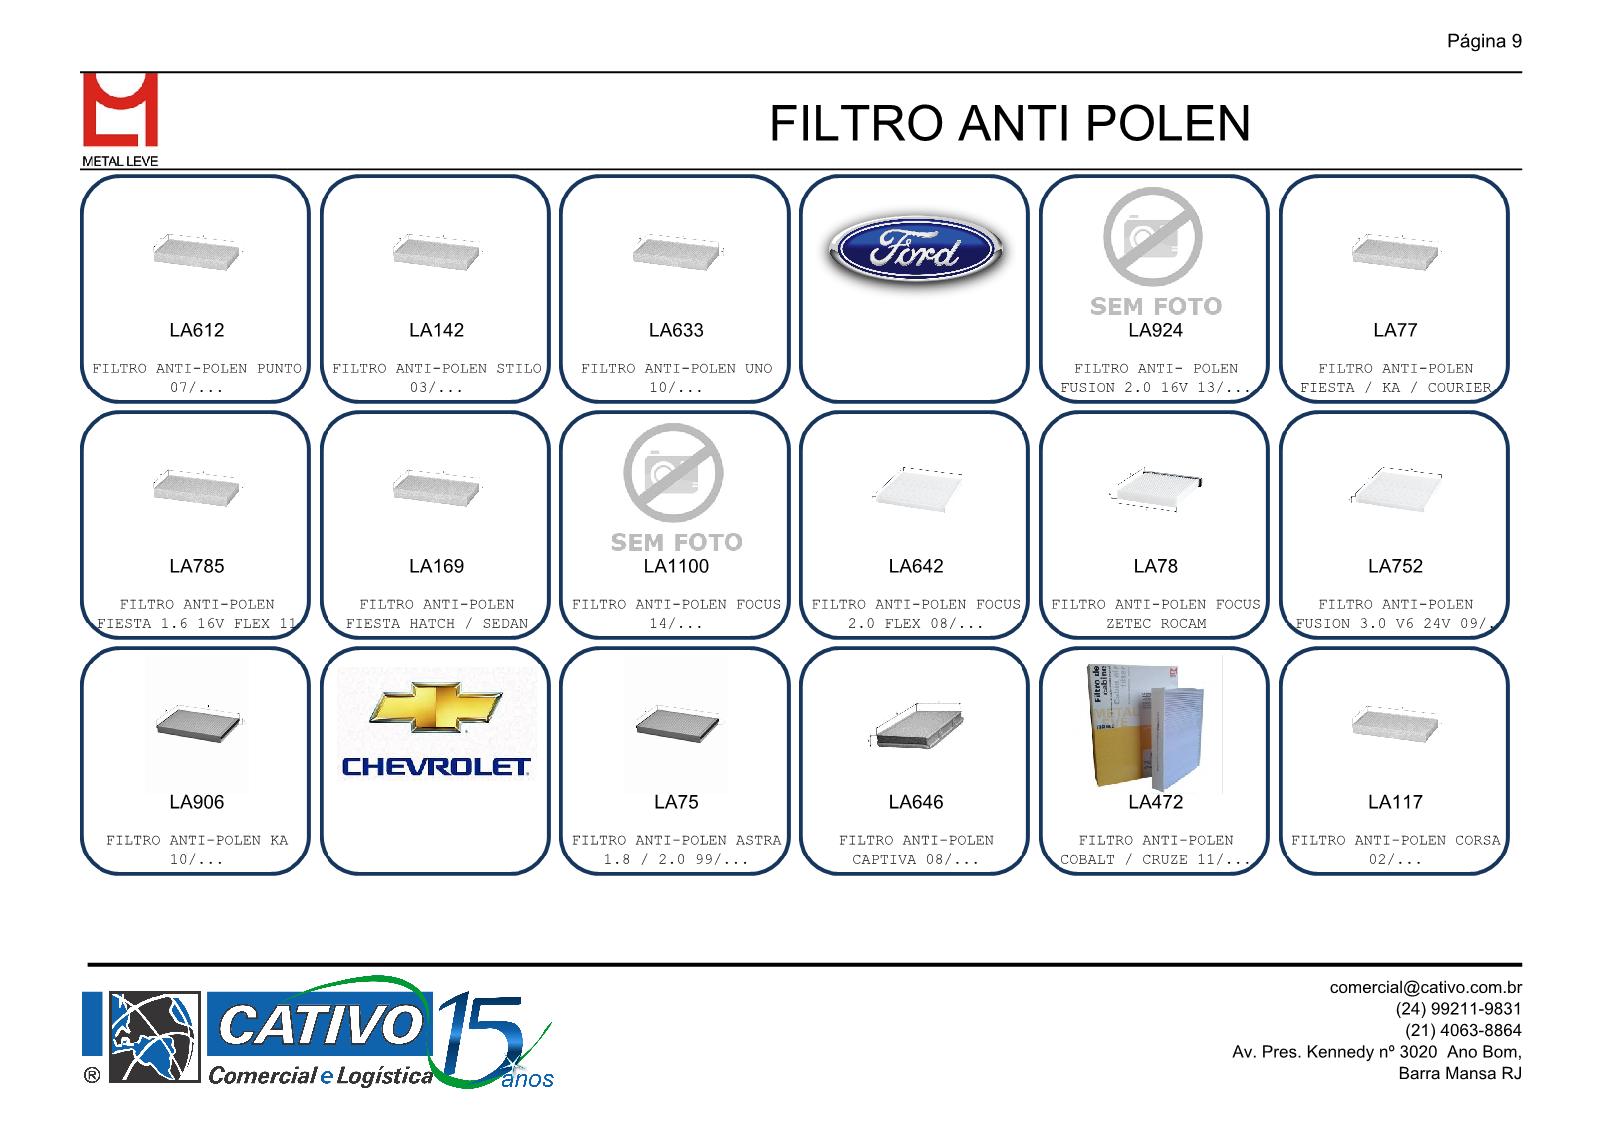 Página 9
METAL LEVE
FILTRO ANTI POLEN
LA612
FILTRO ANTI-POLEN PUNTO
07/...
LA142
FILTRO ANTI-POLEN STILO
03/...
LA633
FILTRO ANTI-POLEN UNO
10/...
Ford
SEM FOTO
LA924
FILTRO ANTI- POLEN
FUSION 2.0 16V 13/...
LA77
FILTRO ANTI-POLEN
FIESTA / KA / COURIER
LA785
FILTRO ANTI-POLEN
FIESTA 1.6 16V FLEX 11
LA169
FILTRO ANTI-POLEN
FIESTA HATCH / SEDAN
SEM FOTO
LA1100
FILTRO ANTI-POLEN FOCUS
14/...
LA642
FILTRO ANTI-POLEN FOCUS
2.0 FLEX 08/...
LA78
FILTRO ANTI-POLEN FOCUS
ZETEC ROCAM
LA752
FILTRO ANTI-POLEN
FUSION 3.0 V6 24V 09/.
LA906
FILTRO ANTI-POLEN KA
10/...
CHEVROLET
LA75
FILTRO ANTI-POLEN ASTRA
1.8 / 2.0 99/...
LA646
FILTRO ANTI-POLEN
CAPTIVA 08/...
Filtro de
cabine
METAL
LEVE
LA472
FILTRO ANTI-POLEN
COBALT / CRUZE 11/...
LA117
FILTRO ANTI-POLEN CORSA
02/...
CATIVO
Comercial e Logística
®
15
anos
comercial@cativo.com.br
(24) 99211-9831
(21) 4063-8864
Av. Pres. Kennedy nº 3020  Ano Bom,
Barra Mansa RJ